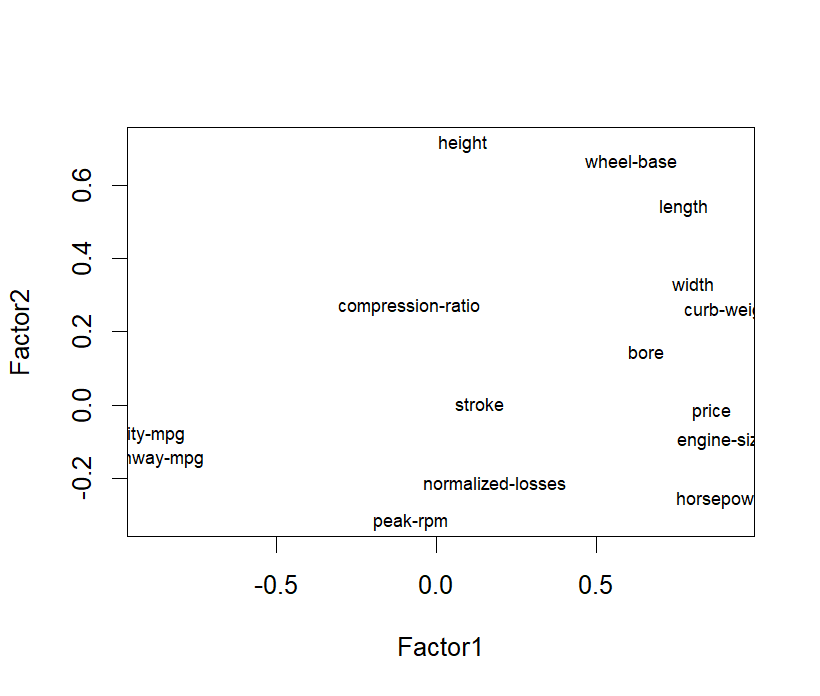 height
wheel-base
length
width
compression-ratio
curb-weig
bore
stroke
price
ity-mpg
engine-siz
way-mpg
normalized-losses
horsepow
peak-rpm
0.6
0.4
0.2
0.0
-0.2
Factor2
-0.5
0.0
0.5
Factor1